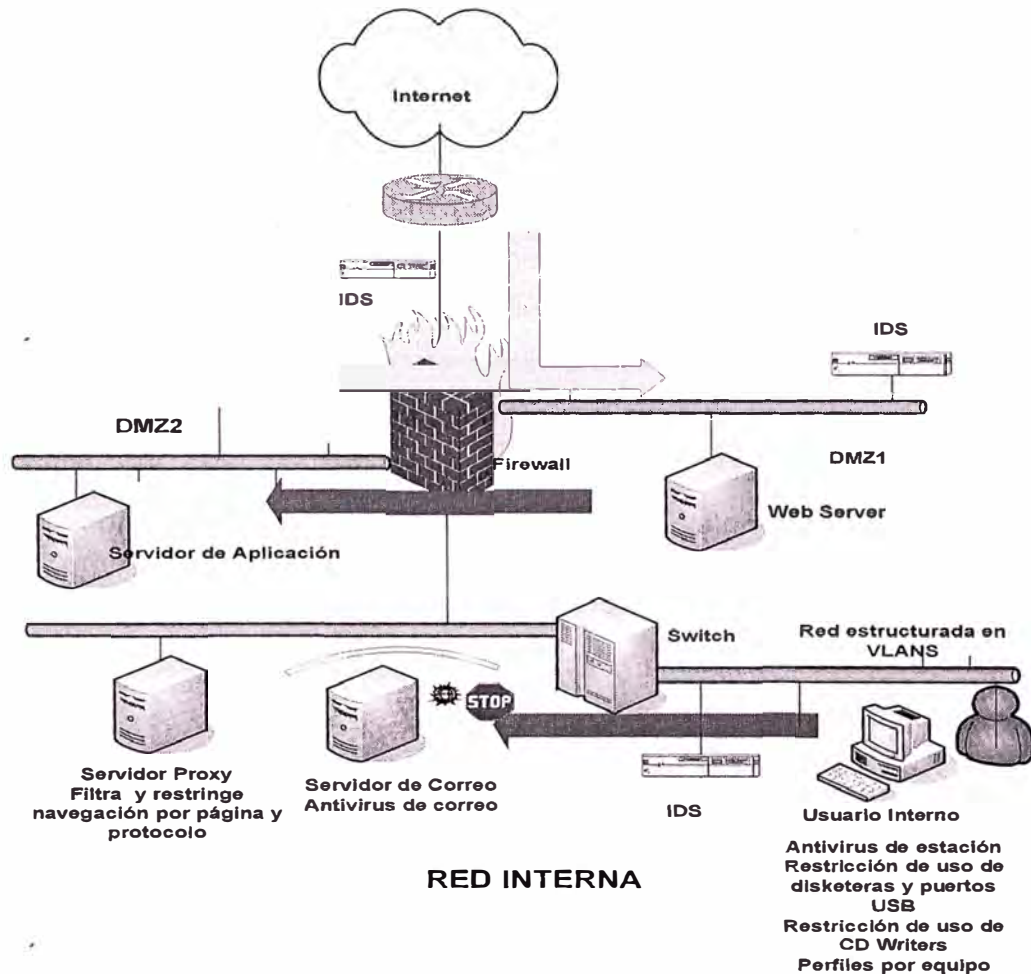 Internet
IDS
IDS
DMZ2
Firewall
DMZ1
Web Server
Servidor de Aplicación
Switch
Red estructurada en
VLANS
STOP
Servidor Proxy
Filtra y restringe
navegación por página y
protocolo
Servidor de Correo
Antivirus de correo
IDS
Usuario Interno
Antivirus de estación
Restricción de uso de
disketeras y puertos
USB
Restricción de uso de
CD Writers
Perfiles por equipo
RED INTERNA